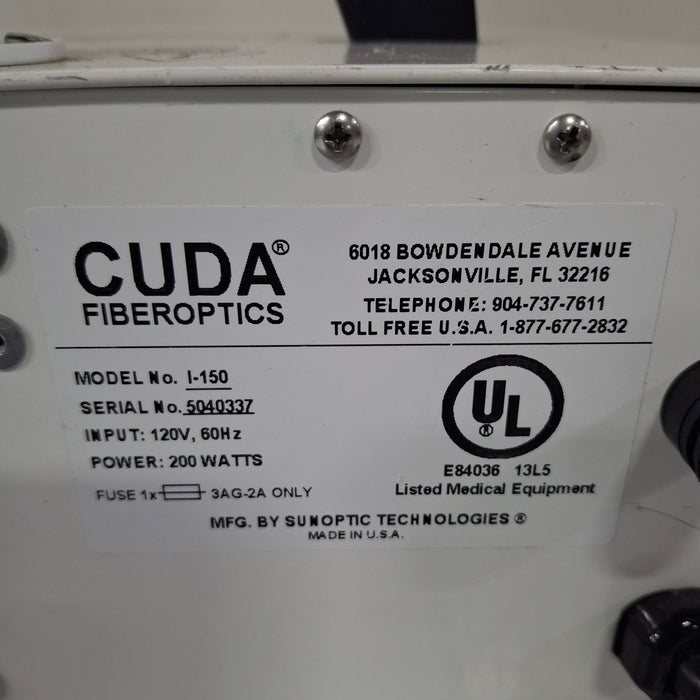 CUDA®
FIBEROPTICS
6018 BOWDENDALE AVENUE
JACKSONVILLE, FL 32216
TELEPHONE: 904-737-7611
TOLL FREE U.S.A. 1-877-677-2832
MODEL No. I-150
SERIAL No. 5040337
INPUT: 120V, 60Hz
POWER: 200 WATTS
FUSE 1x 3AG-2A ONLY
UL®
E84036 13L5
Listed Medical Equipment
MFG. BY SUNOPTIC TECHNOLOGIES ®
MADE IN U.S.A.